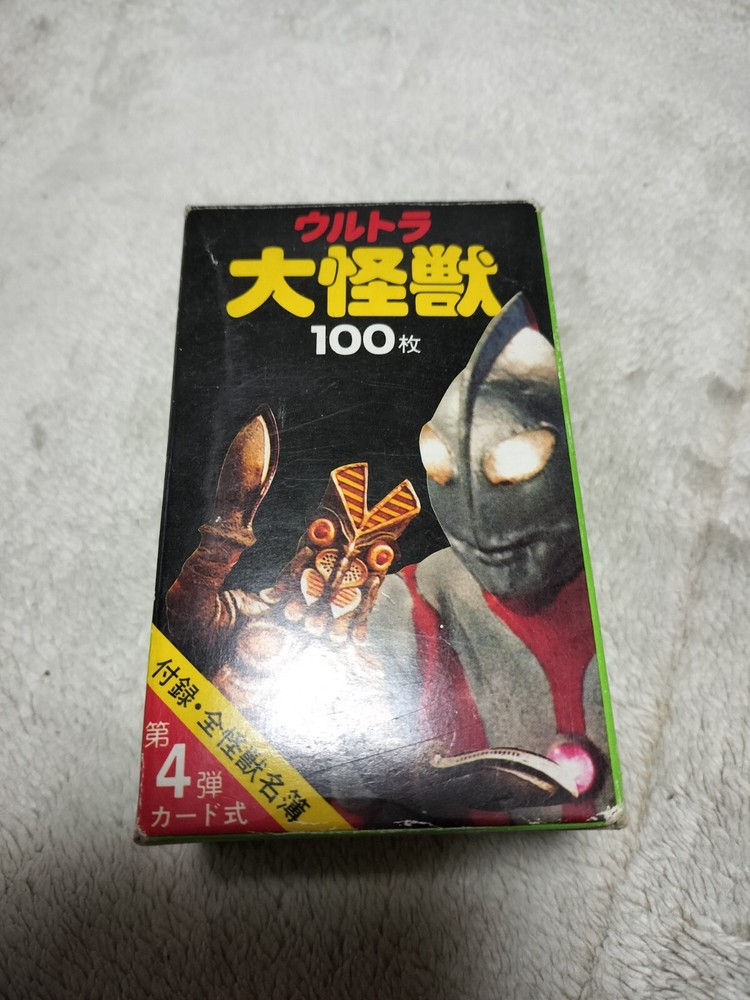 ウルトラ
大怪獣
100枚
付録・全怪獣名簿
第4弾
カード式